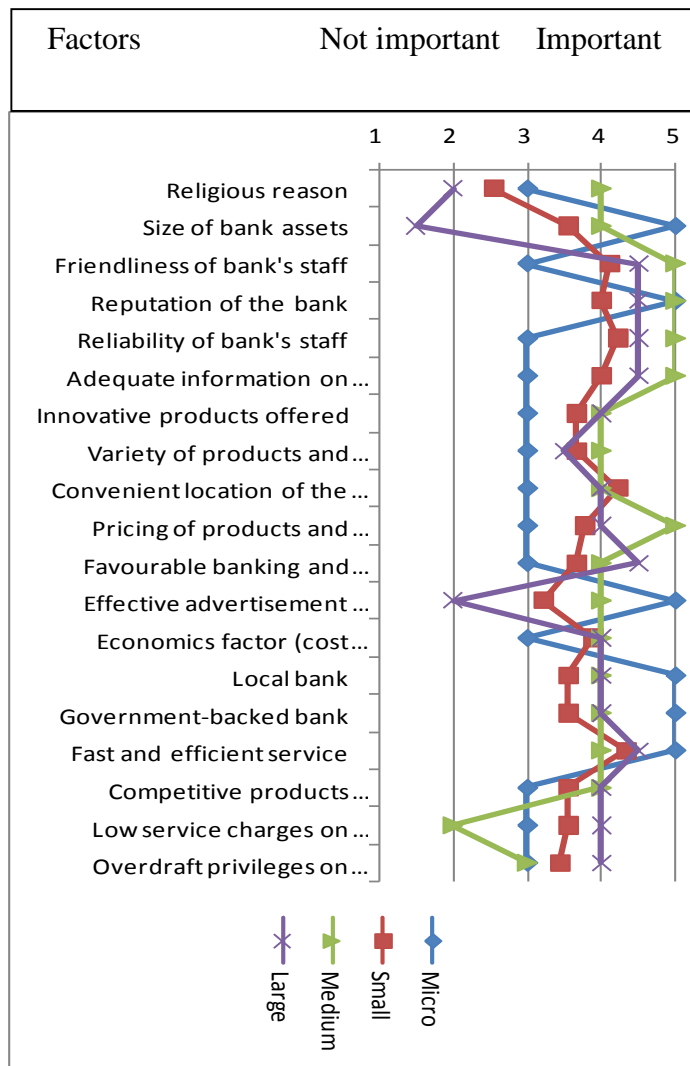 Factors Not important Important
1 2 3 4 5
Religious reason
Size of bank assets
Friendliness of bank's staff
Reputation of the bank
Reliability of bank's staff
Adequate information on ...
Innovative products offered
Variety of products and ...
Convenient location of the ...
Pricing of products and ...
Favourable banking and ...
Effective advertisement ...
Economics factor (cost ...
Local bank
Government-backed bank
Fast and efficient service
Competitive products ...
Low service charges on ...
Overdraft privileges on ...
Large
Medium
Small
Micro